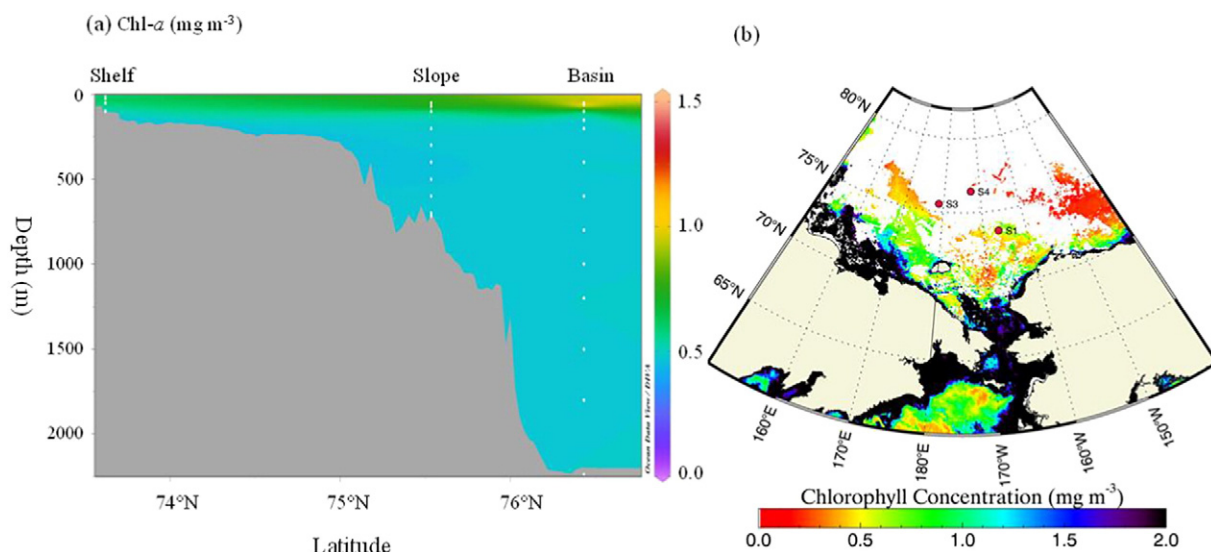 (a) Chl-a (mg m-3)
(b)
Shelf
Slope
Basin
0
500
1000
1500
2000
Depth (m)
74°N
75°N
76°N
Latitude
1.5
1.0
0.5
0.0
Ocean Data View / DIVA
80°N
75°N
70°N
65°N
S4
S3
S1
160°E
170°E
180°E
170°W
160°W
150°W
Chlorophyll Concentration (mg m-3)
0.0 0.5 1.0 1.5 2.0